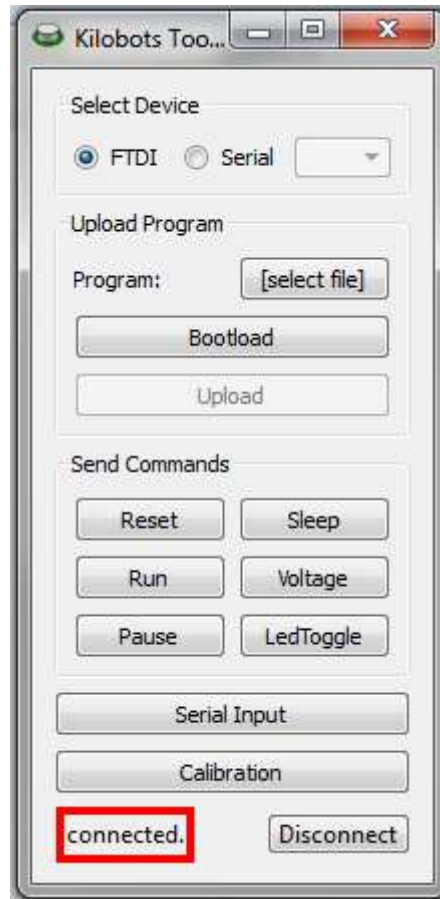 Kilobots Too...
Select Device
FTDI Serial
Upload Program
Program: [select file]
Bootload
Upload
Send Commands
Reset Sleep
Run Voltage
Pause LedToggle
Serial Input
Calibration
connected. Disconnect